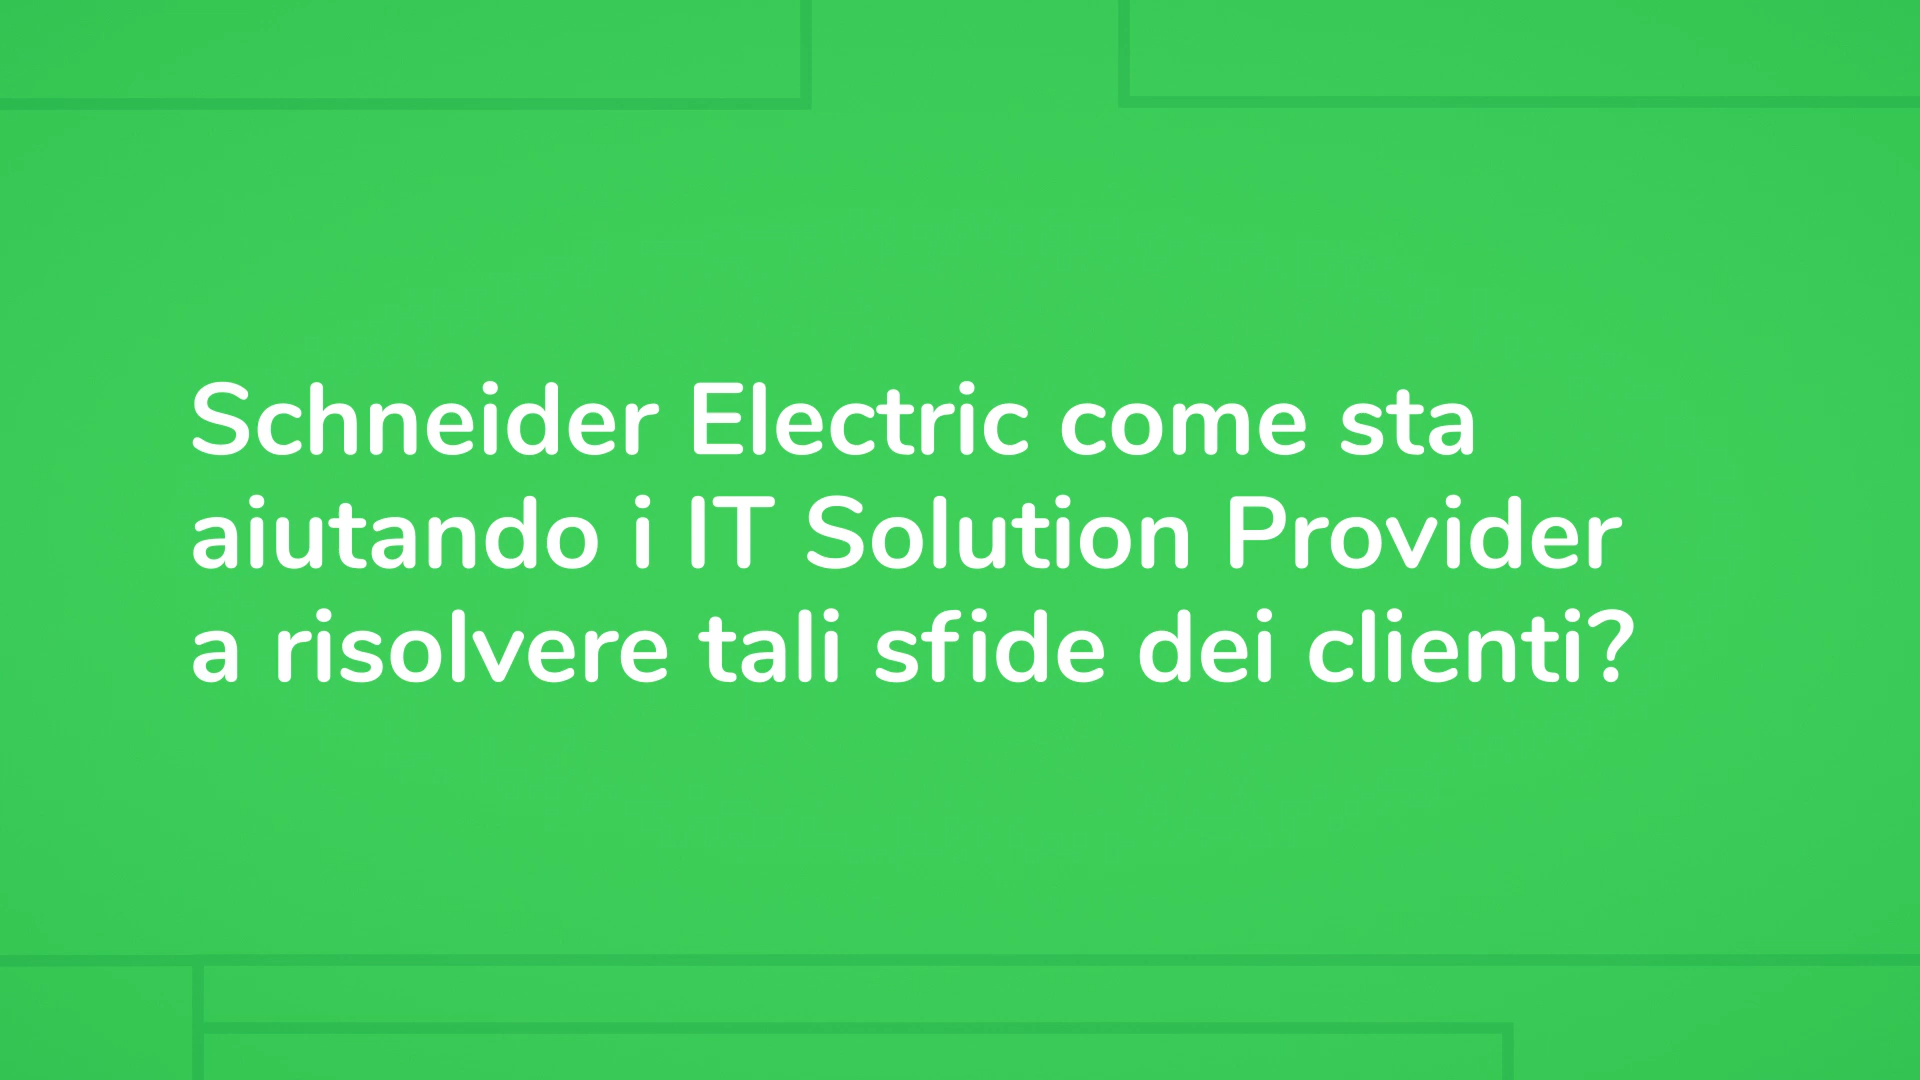 Schneider Electric come sta
aiutando i IT Solution Provider
a risolvere tali sfide dei clienti?